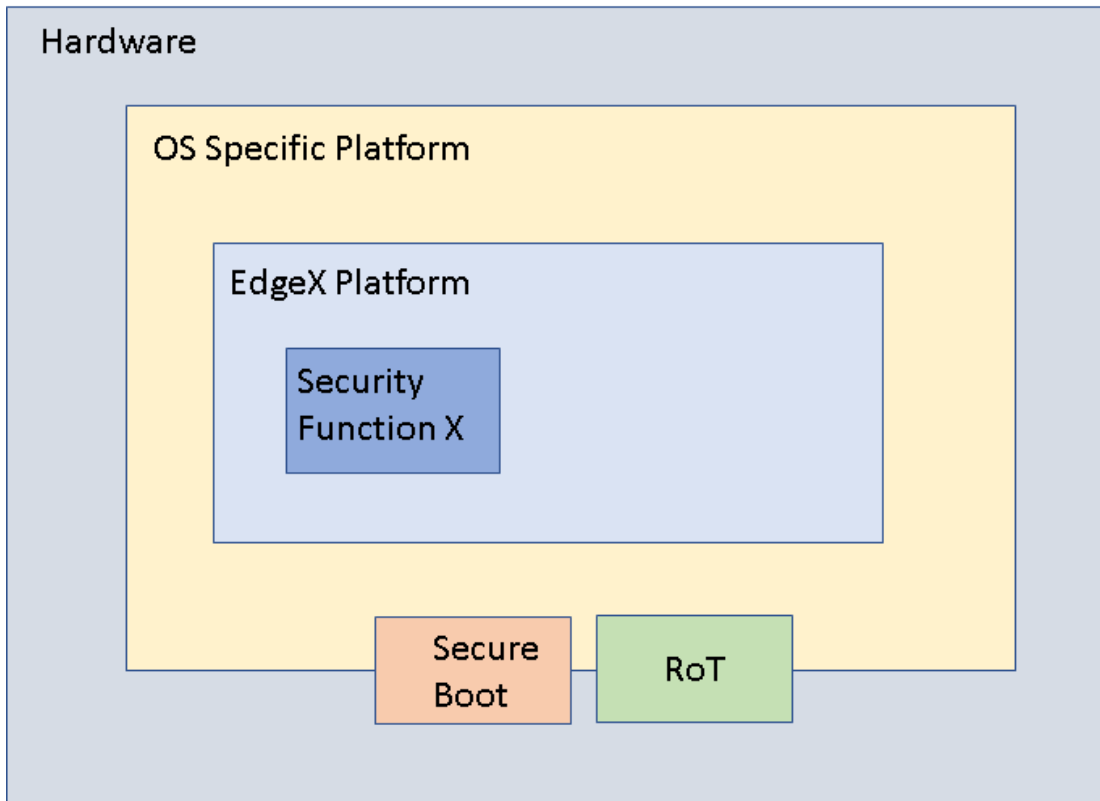 Hardware
OS Specific Platform
EdgeX Platform
Security
Function X
Secure
Boot
RoT